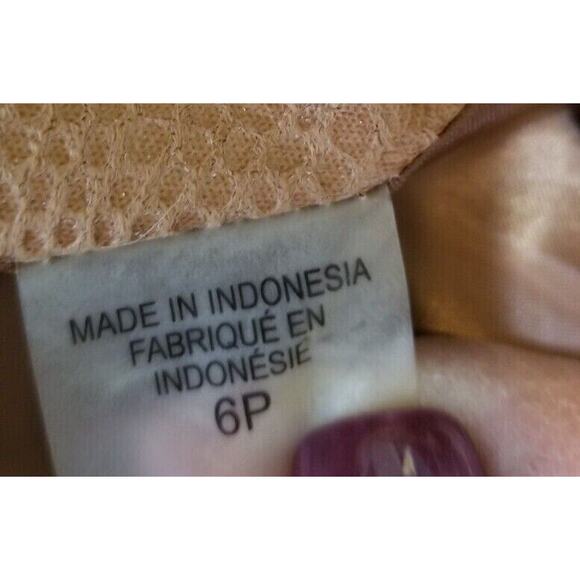 MADE IN INDONESIA
FABRIQUÉ EN
INDONÉSIE
6P